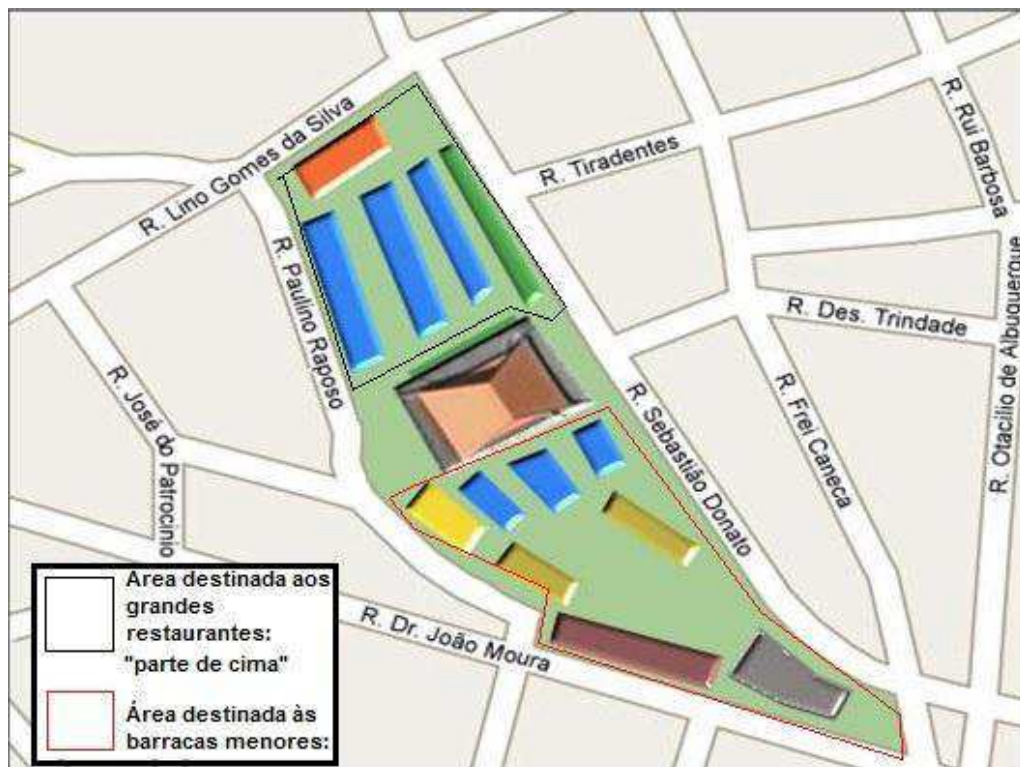 R. Lino Gomes da Silva
R. Tiradentes
R. Rui Barbosa
R. Paulino Raposo
R. Des. Trindade
R. Otacílio de Albuquerque
R. José do Patrocínio
R. Sebastião Donato
R. Frei Caneca
R. Dr. João Moura
Area destinada aos
grandes
restaurantes:
"parte de cima"
Área destinada às
barracas menores: